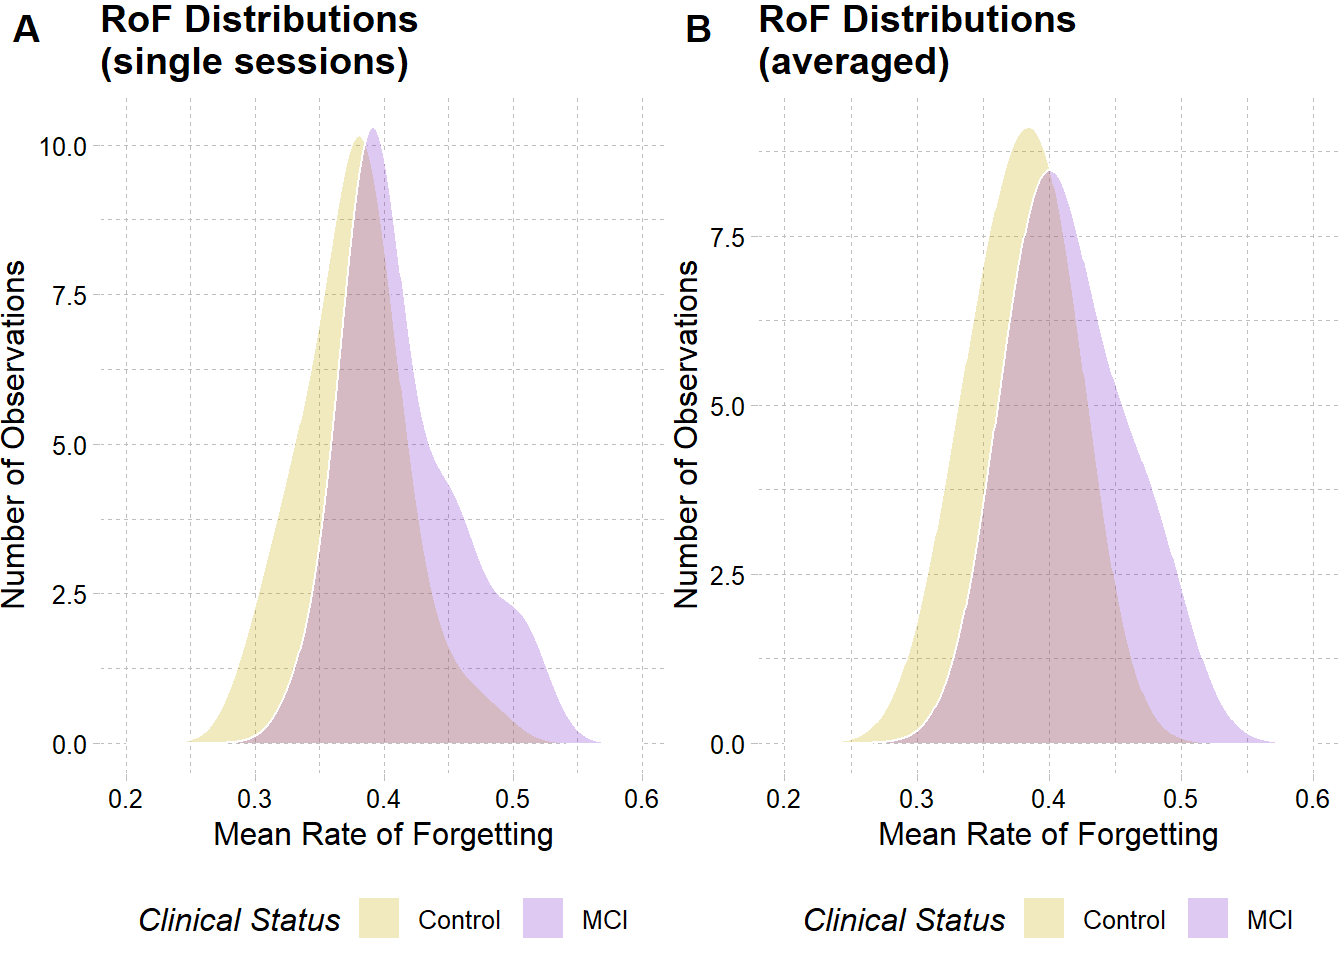 A
RoF Distributions
(single sessions)
Number of Observations
10.0
7.5
5.0
2.5
0.0
0.2 0.3 0.4 0.5 0.6
Mean Rate of Forgetting
Clinical Status Control MCI
B
RoF Distributions
(averaged)
Number of Observations
7.5
5.0
2.5
0.0
0.2 0.3 0.4 0.5 0.6
Mean Rate of Forgetting
Clinical Status Control MCI